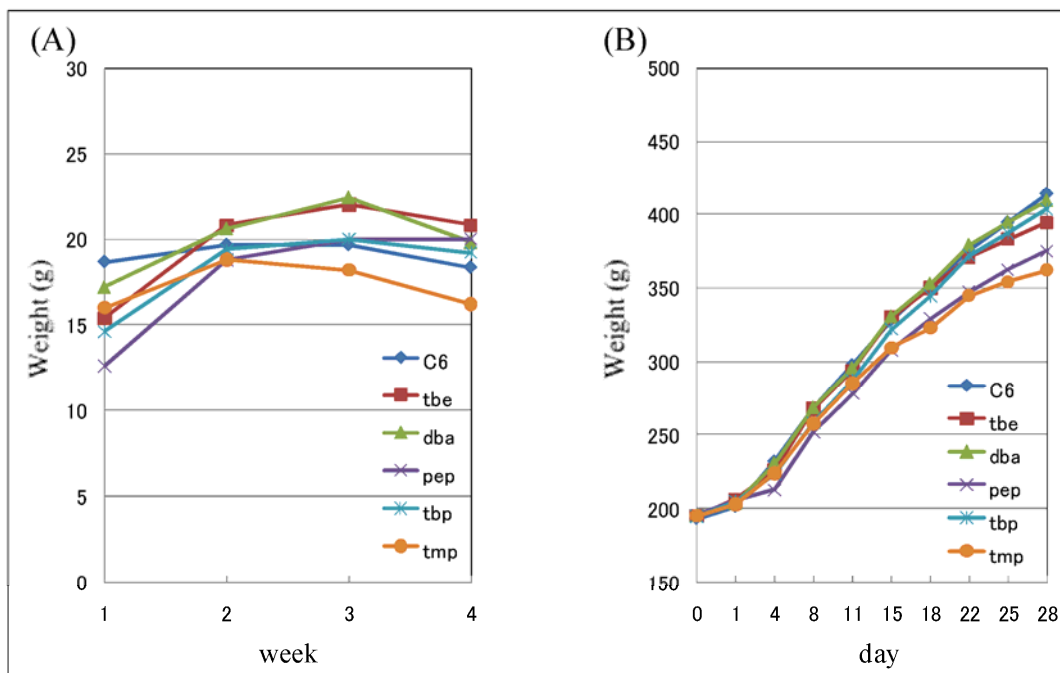 (A)
Weight (g)
30
25
20
15
10
5
0
1 2 3 4
week
C6
tbe
dba
pep
tbp
tmp
(B)
Weight (g)
500
450
400
350
300
250
200
150
0 1 4 8 11 15 18 22 25 28
day
C6
tbe
dba
pep
tbp
tmp